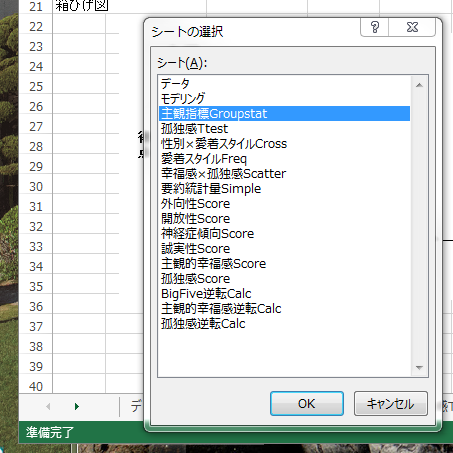 21 箱ひげ図
22
23
24
25
26
27
28
29
30
31
32
33
34
35
36
37
38
39
40
シートの選択
シート(A):
データ
モデリング
主観指標Groupstat
孤独感Ttest
性別×愛着スタイルCross
愛着スタイルFreq
幸福感×孤独感Scatter
要約統計量Simple
外向性Score
開放性Score
神経症傾向Score
誠実性Score
主観的幸福感Score
孤独感Score
BigFive逆転Calc
主観的幸福感逆転Calc
孤独感逆転Calc
OK キャンセル
準備完了